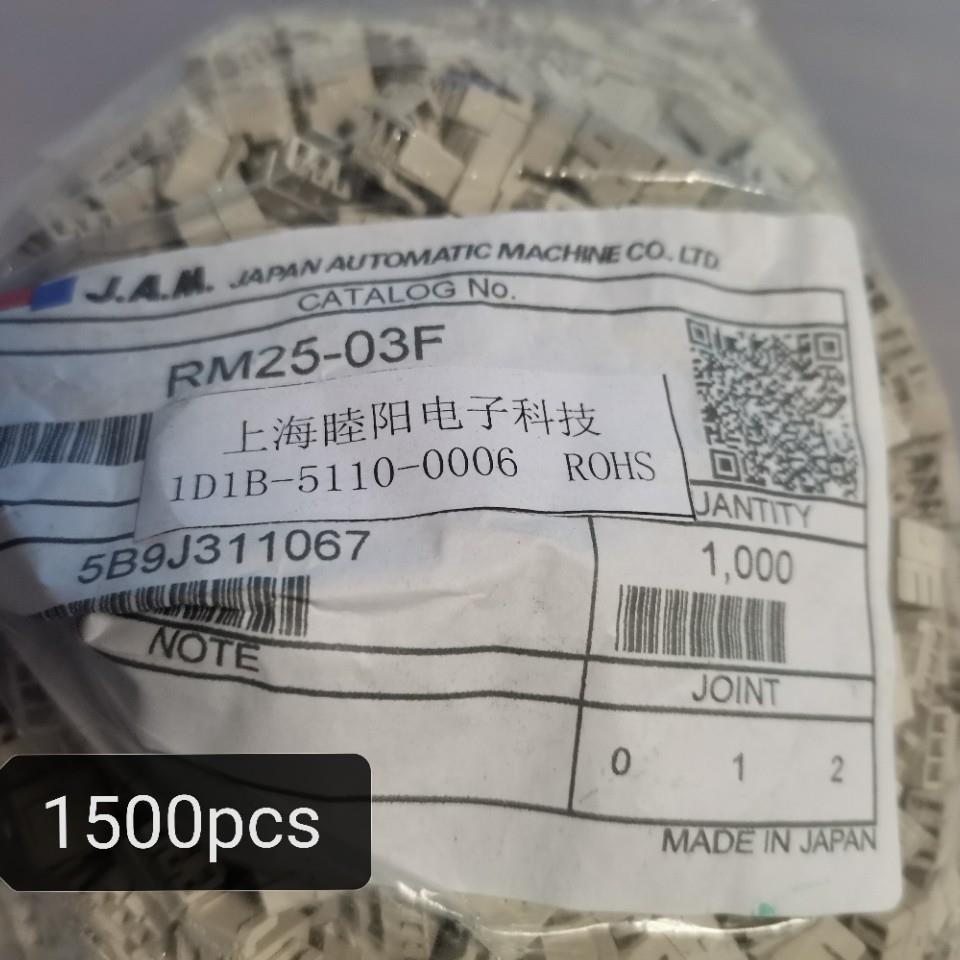 J.A.M. JAPAN AUTOMATIC MACHINE CO. LTD
CATALOG No.
RM25-03F
上海睦阳电子科技
1D1B-5110-0006 ROHS
UANTITY
5B9J311067
1,000
NOTE
JOINT
0 1 2
MADE IN JAPAN
1500pcs